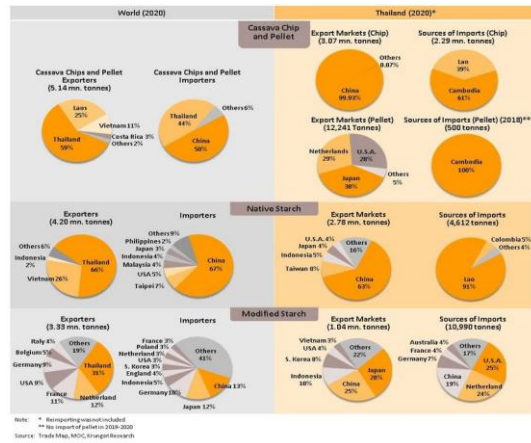 World (2020)
Thailand (2020)*
Cassava Chip
and Pellet
Cassava Chips and Pellet
Exporters
(5.14 mn. tonnes)
Laos
25%
Vietnam 11%
Costa Rica 3%
Others 2%
Thailand
59%
Cassava Chips and Pellet
Importers
Others 6%
Thailand
44%
China
50%
Export Markets (Chip)
(3.07 mn. tonnes)
Others
0.07%
China
99.93%
Sources of Imports (Chip)
(2.29 mn. tonnes)
Lao
39%
Cambodia
61%
Export Markets (Pellet)
(12,241 Tonnes)
Netherlands
29%
U.S.A.
28%
Others
5%
Japan
38%
Sources of Imports (Pellet) (2018)**
(500 tonnes)
Cambodia
100%
Native Starch
Exporters
(4.20 mn. tonnes)
Others 6%
Indonesia
2%
Vietnam 26%
Thailand
66%
Importers
Others 9%
Philippines 2%
Japan 3%
Indonesia 4%
Malaysia 4%
USA 5%
Taipei 7%
China
67%
Export Markets
(2.78 mn. tonnes)
U.S.A. 4%
Japan 4%
Indonesia 5%
Taiwan 8%
Others
16%
China
63%
Sources of Imports
(4,612 tonnes)
Colombia 5%
Others 4%
Lao
91%
Modified Starch
Exporters
(3.33 mn. tonnes)
Italy 4%
Belgium 5%
Germany 9%
USA 9%
France
11%
Netherland
12%
Others
19%
Thailand
31%
Importers
France 3%
Poland 3%
Netherland 3%
USA 3%
S. Korea 3%
England 4%
Indonesia 5%
Germany 10%
Japan 12%
China 13%
Others
41%
Export Markets
(1.04 mn. tonnes)
Vietnam 3%
USA 4%
S. Korea 8%
Indonesia
10%
China
25%
Japan
28%
Others
22%
Sources of Imports
(10,990 tonnes)
Australia 4%
France 4%
Germany 7%
China
19%
Netherland
24%
U.S.A.
25%
Others
17%
Note: * Re importing was not included
** No import of pellet in 2019-2020
Source: Trade Map, MOC, Krungsri Research